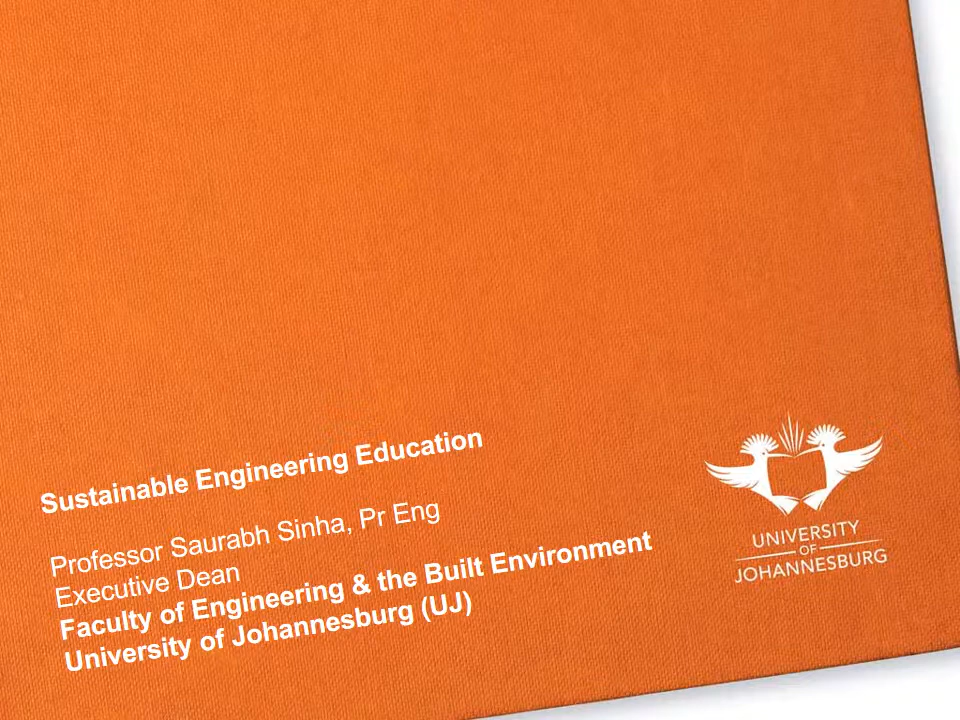 Sustainable Engineering Education
Professor Saurabh Sinha, Pr Eng
Executive Dean
Faculty of Engineering & the Built Environment
University of Johannesburg (UJ)
UNIVERSITY
OF
JOHANNESBURG